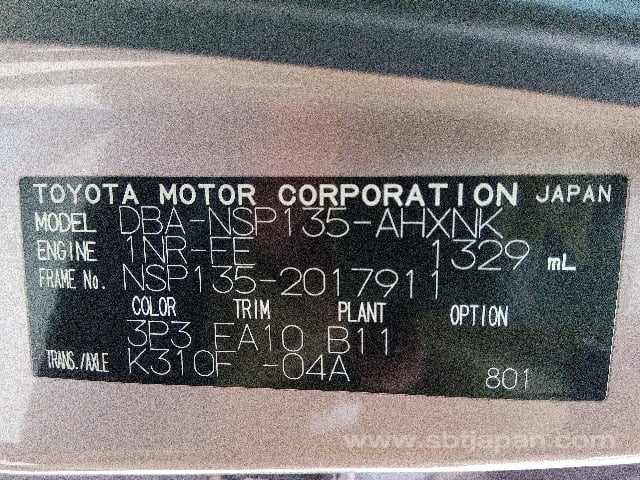 TOYOTA MOTOR CORPORATION JAPAN
MODEL DBA-NSP135-AHXNK
ENGINE 1NR-EE 1329 mL
FRAME No. NSP135-2017911
COLOR TRIM PLANT OPTION
3P3 FA10 B11
TRANS./AXLE K310F -04A 801
www.sbtjapan.com